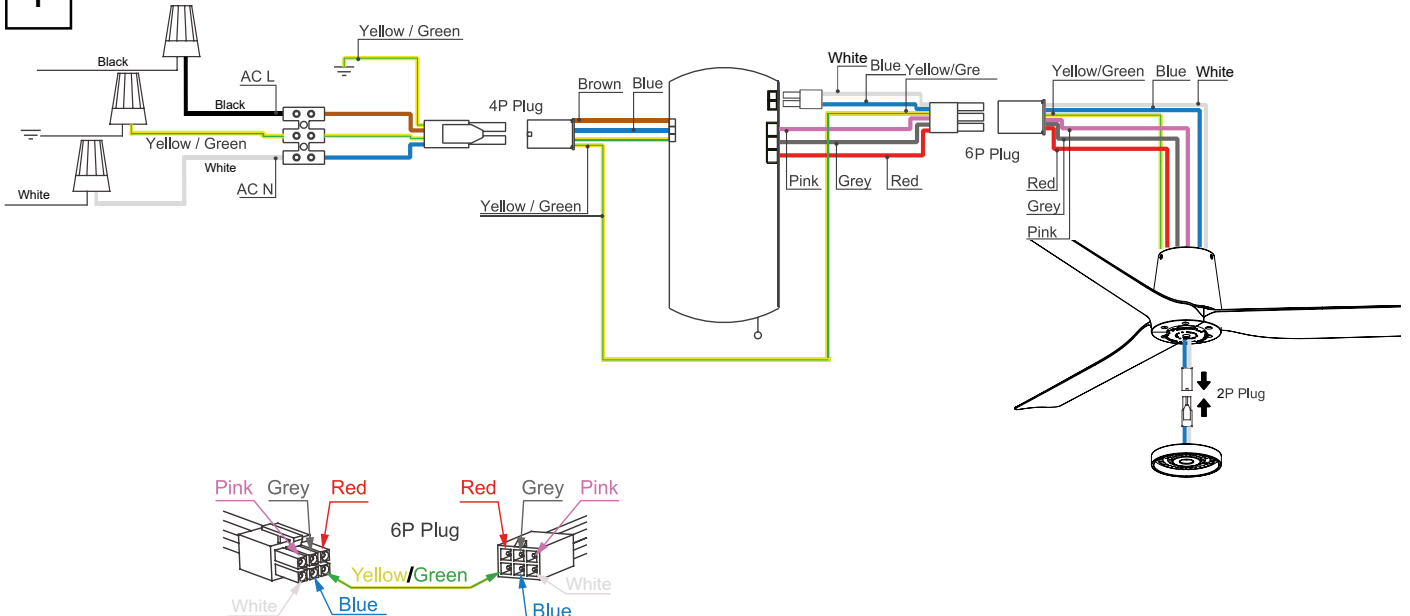 Yellow / Green
Black
AC L
Black
Yellow / Green
White
AC N
White
4P Plug
Brown
Blue
Yellow / Green
White
Blue
Yellow/Gre
Pink
Grey
Red
6P Plug
Yellow/Green
Blue
White
Red
Grey
Pink
2P Plug
Pink
Grey
Red
6P Plug
Red
Grey
Pink
Yellow/Green
White
Blue
White
Blue